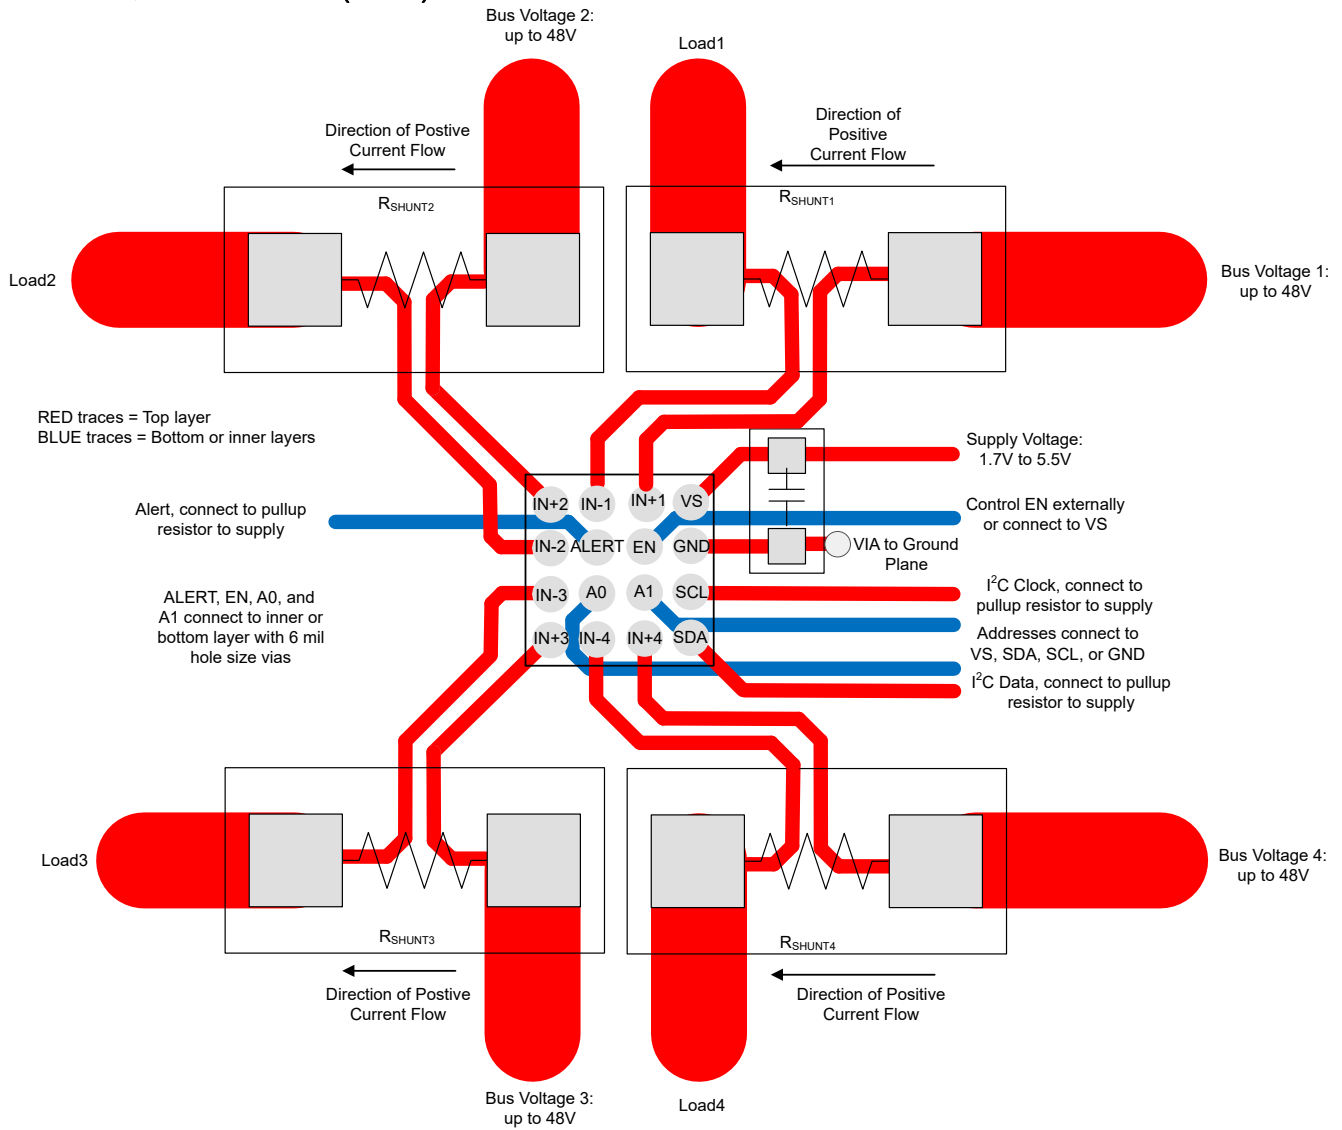 Bus Voltage 2:
up to 48V
Load1
Direction of Postive
Current Flow
Direction of
Positive
Current Flow
RSHUNT2
RSHUNT1
Load2
Bus Voltage 1:
up to 48V
RED traces = Top layer
BLUE traces = Bottom or inner layers
Supply Voltage:
1.7V to 5.5V
Alert, connect to pullup
resistor to supply
Control EN externally
or connect to VS
IN+2 IN-1 IN+1 VS
IN-2 ALERT EN GND
VIA to Ground
Plane
IN-3 A0 A1 SCL
IN+3 IN-4 IN+4 SDA
ALERT, EN, A0, and
A1 connect to inner or
bottom layer with 6 mil
hole size vias
I2C Clock, connect to
pullup resistor to supply
Addresses connect to
VS, SDA, SCL, or GND
I2C Data, connect to pullup
resistor to supply
Load3
Bus Voltage 4:
up to 48V
RSHUNT3
RSHUNT4
Direction of Postive
Current Flow
Direction of Positive
Current Flow
Bus Voltage 3:
up to 48V
Load4